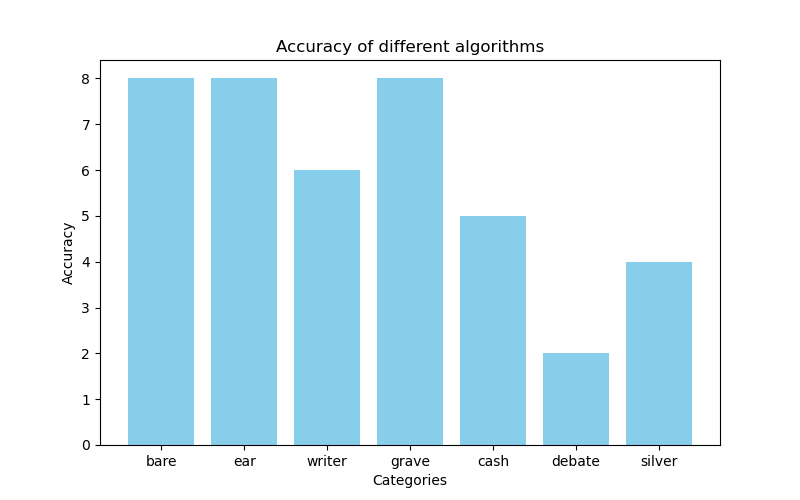 Accuracy of different algorithms
Accuracy
8
7
6
5
4
3
2
1
0
bare ear writer grave cash debate silver
Categories